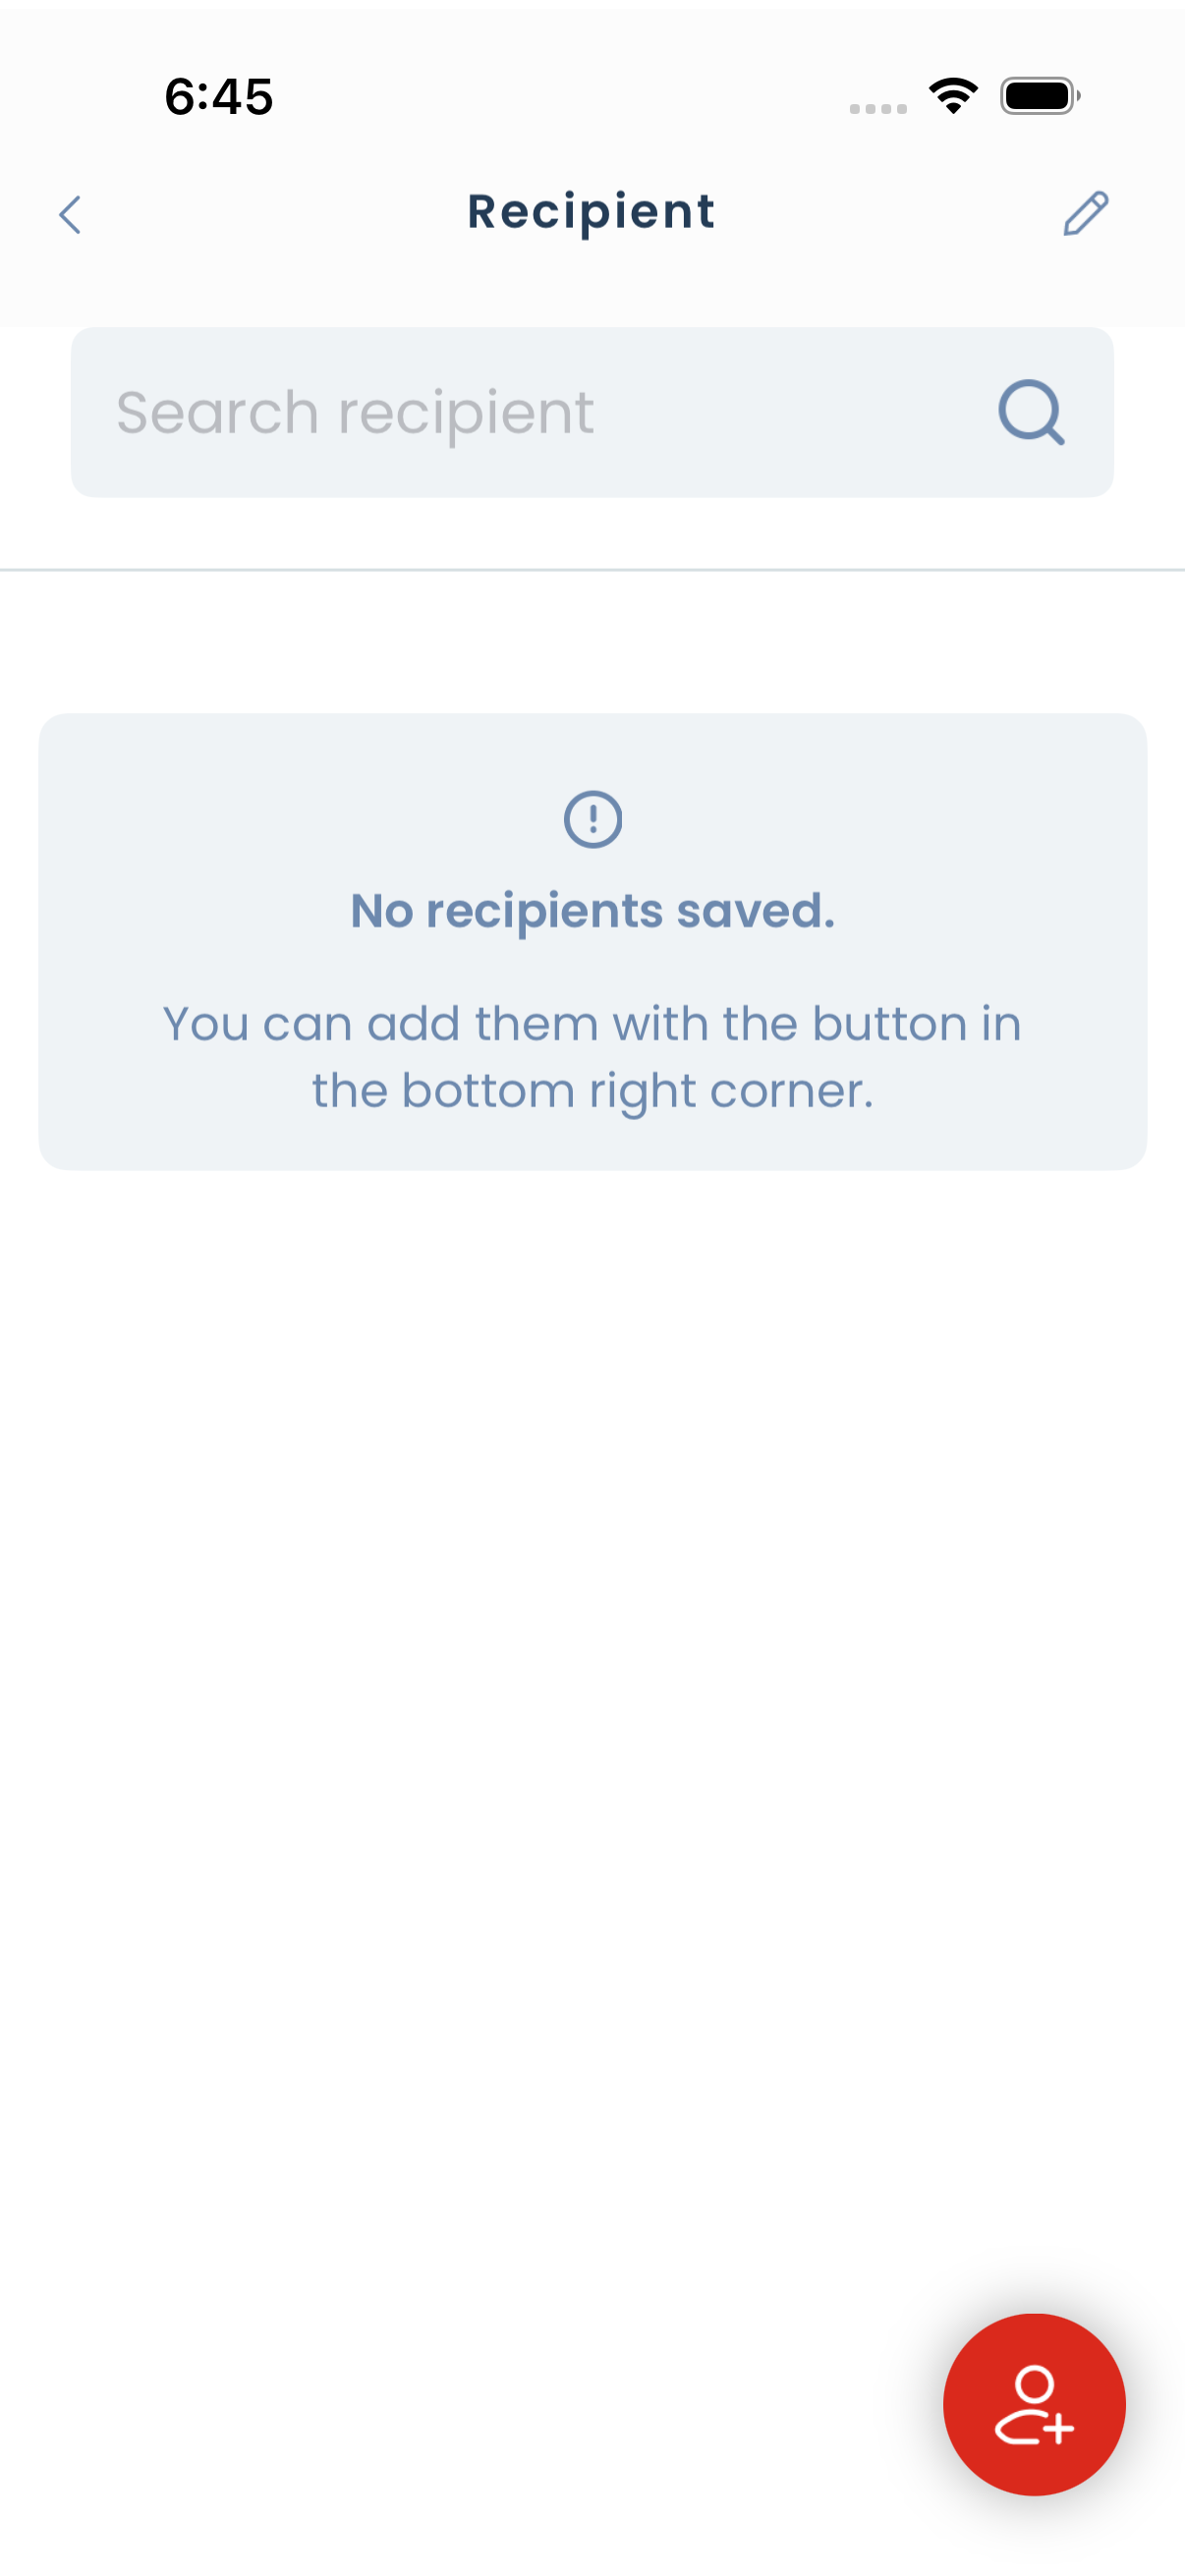 6:45
Recipient
Search recipient
No recipients saved.
You can add them with the button in
the bottom right corner.